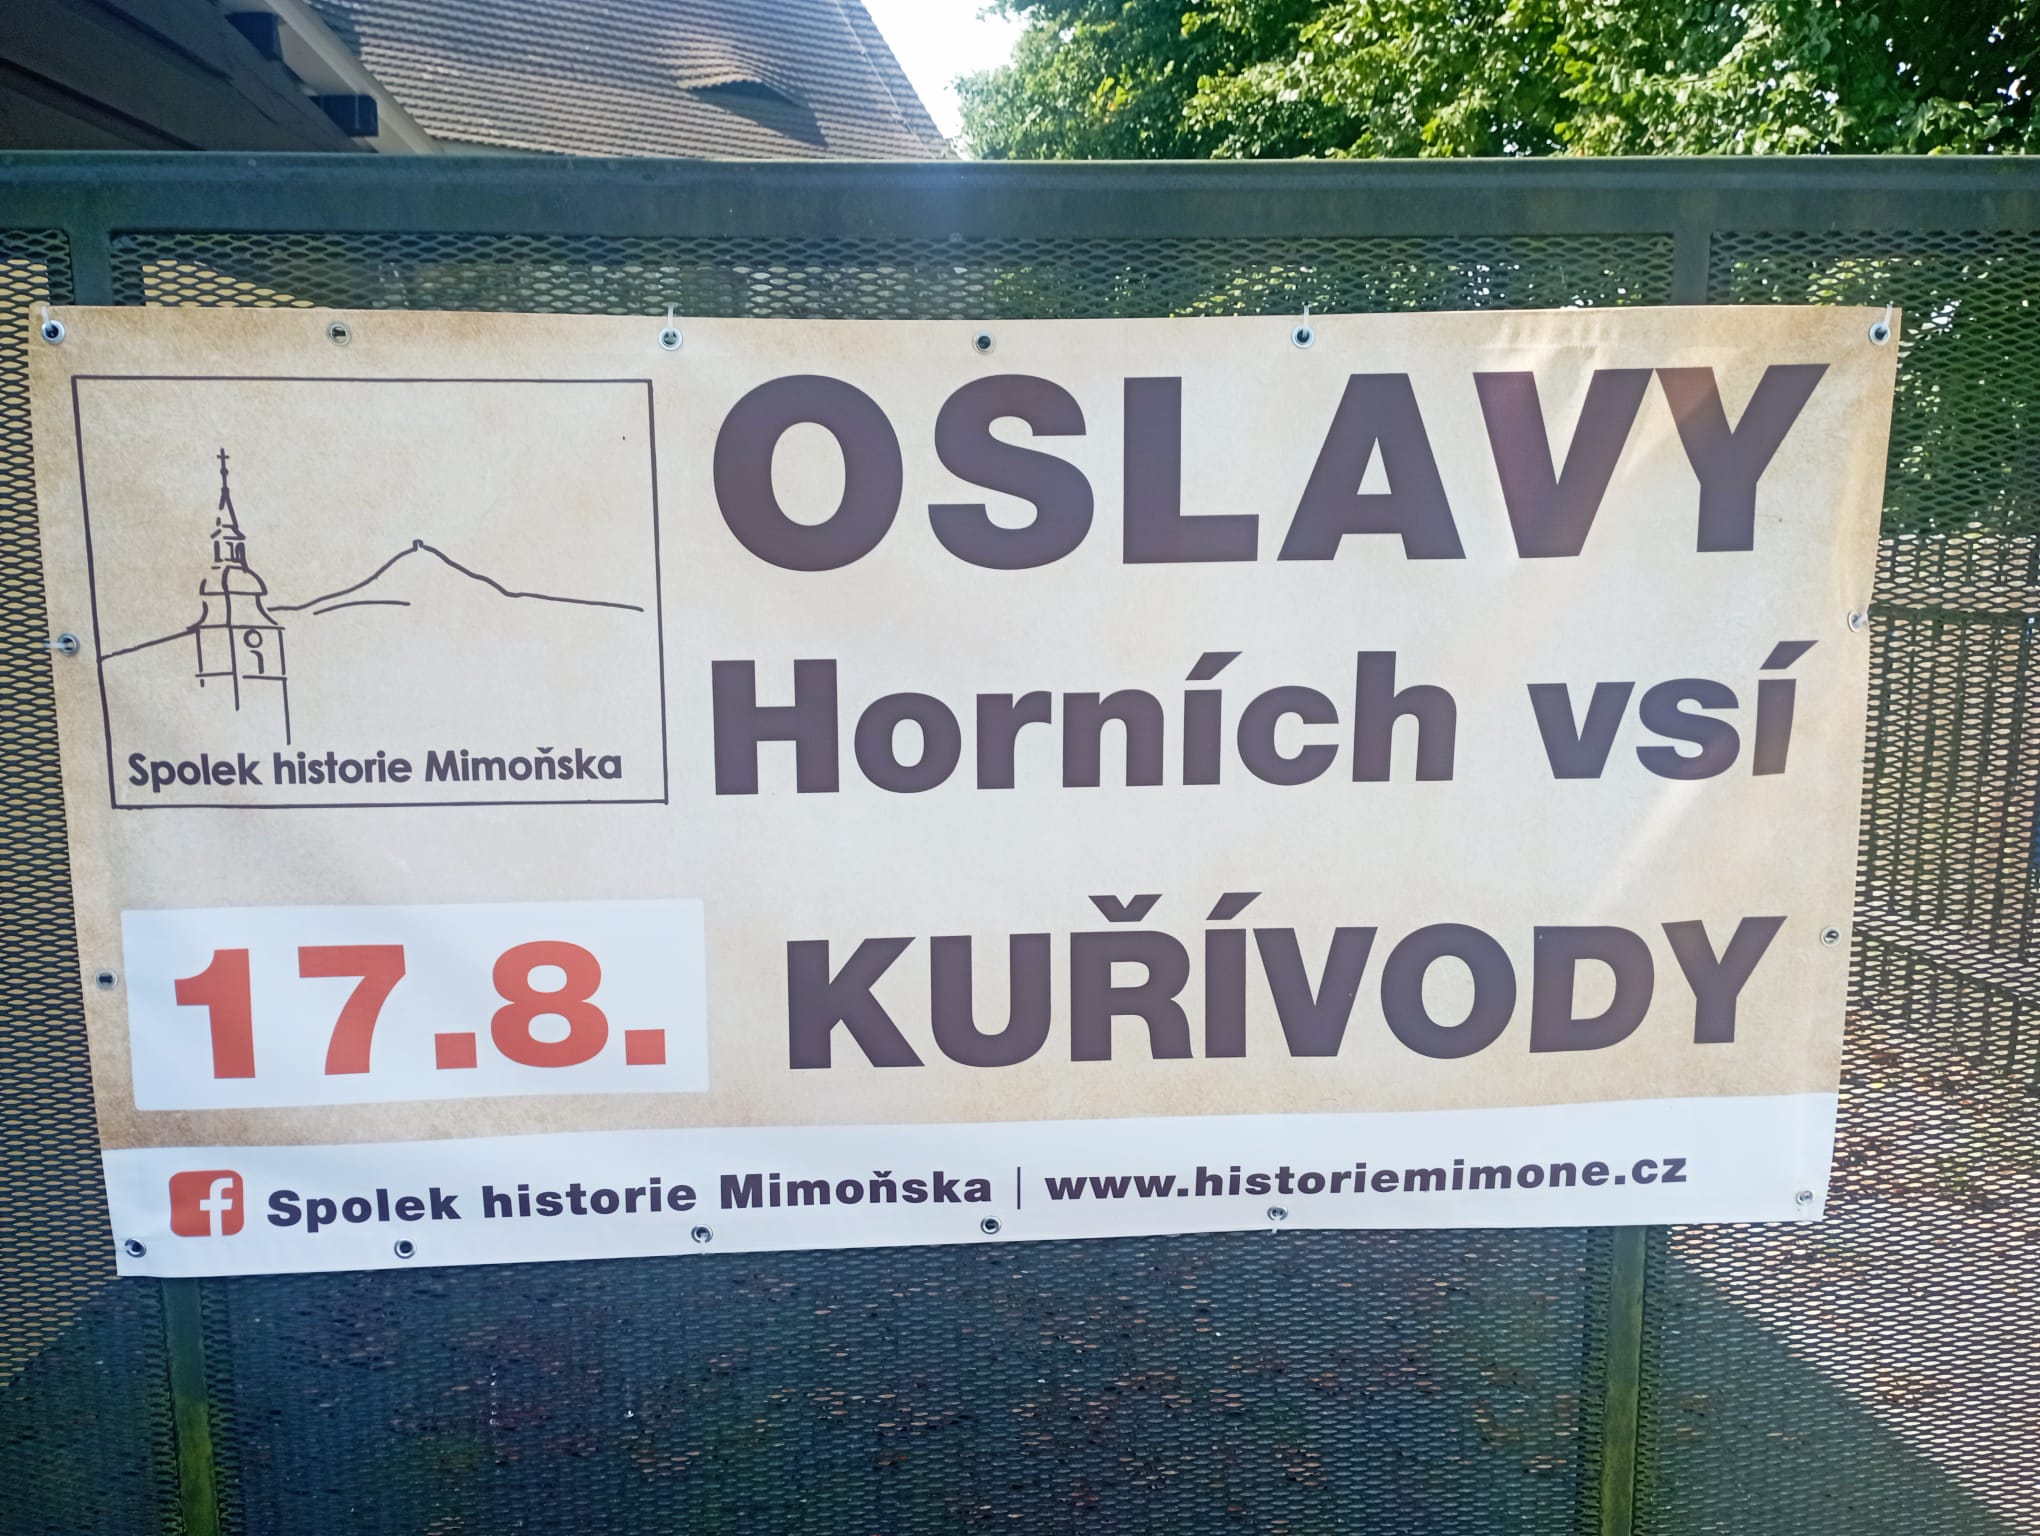 OSLAVY
Horních vsí
Spolek historie Mimoňska
17.8.
KUŘÍVODY
Spolek historie Mimoňska | www.historiemimone.cz